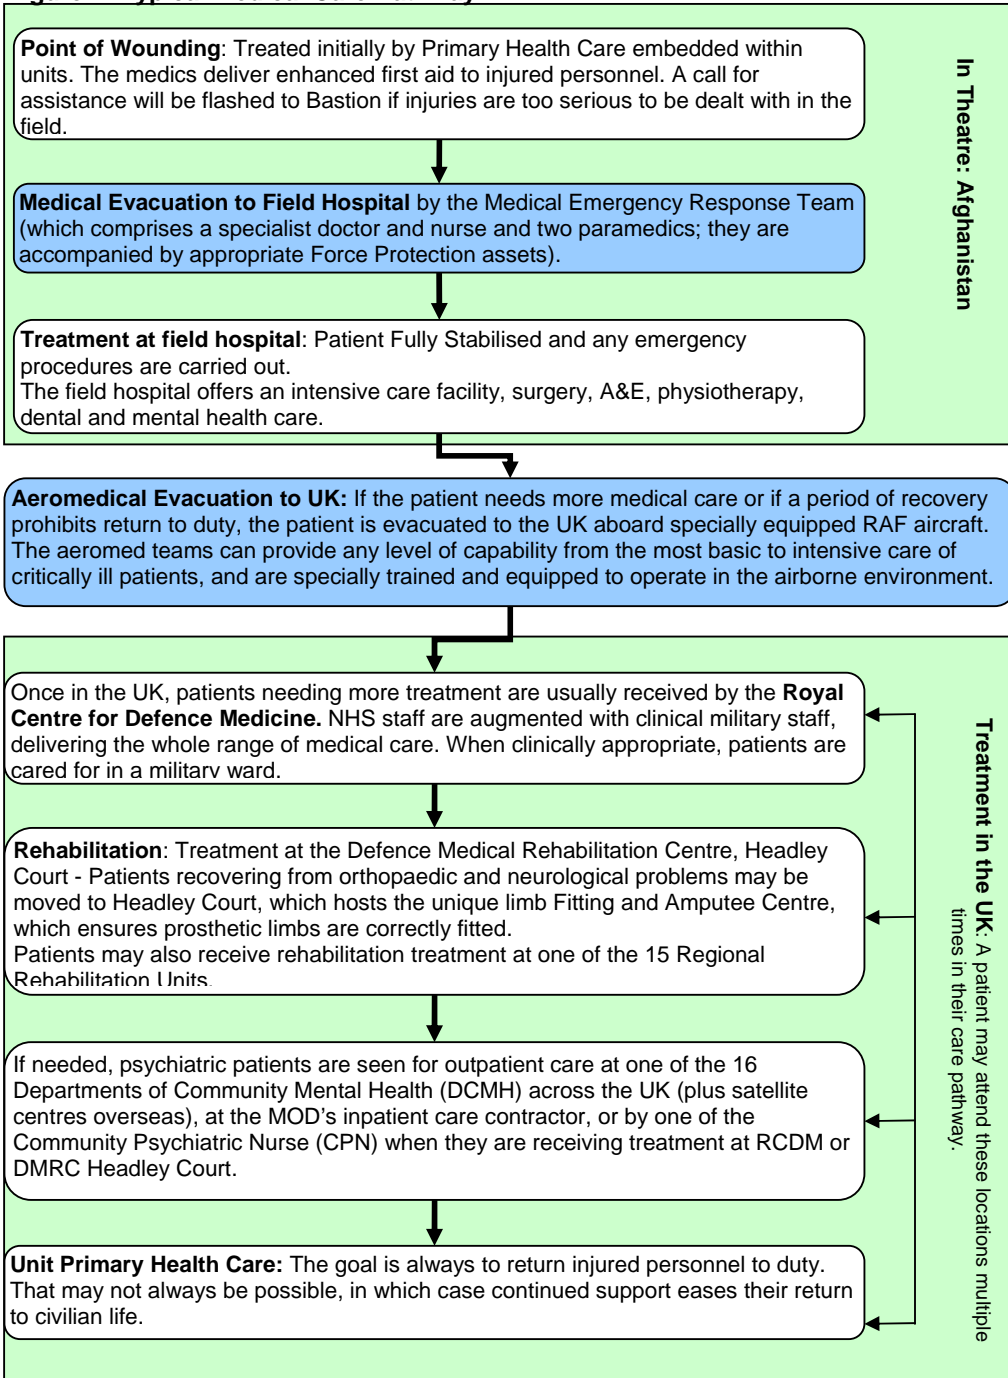 Point of Wounding: Treated initially by Primary Health Care embedded within
units. The medics deliver enhanced first aid to injured personnel. A call for
assistance will be flashed to Bastion if injuries are too serious to be dealt with in the
field.
In Theatre: Afghanistan
Medical Evacuation to Field Hospital by the Medical Emergency Response Team
(which comprises a specialist doctor and nurse and two paramedics; they are
accompanied by appropriate Force Protection assets).
Treatment at field hospital: Patient Fully Stabilised and any emergency
procedures are carried out.
The field hospital offers an intensive care facility, surgery, A&E, physiotherapy,
dental and mental health care.
Aeromedical Evacuation to UK: If the patient needs more medical care or if a period of recovery
prohibits return to duty, the patient is evacuated to the UK aboard specially equipped RAF aircraft.
The aeromed teams can provide any level of capability from the most basic to intensive care of
critically ill patients, and are specially trained and equipped to operate in the airborne environment.
Once in the UK, patients needing more treatment are usually received by the Royal
Centre for Defence Medicine. NHS staff are augmented with clinical military staff,
delivering the whole range of medical care. When clinically appropriate, patients are
cared for in a military ward.
Treatment in the UK: A patient may attend these locations multiple
times in their care pathway.
Rehabilitation: Treatment at the Defence Medical Rehabilitation Centre, Headley
Court - Patients recovering from orthopaedic and neurological problems may be
moved to Headley Court, which hosts the unique limb Fitting and Amputee Centre,
which ensures prosthetic limbs are correctly fitted.
Patients may also receive rehabilitation treatment at one of the 15 Regional
Rehabilitation Units.
If needed, psychiatric patients are seen for outpatient care at one of the 16
Departments of Community Mental Health (DCMH) across the UK (plus satellite
centres overseas), at the MOD's inpatient care contractor, or by one of the
Community Psychiatric Nurse (CPN) when they are receiving treatment at RCDM or
DMRC Headley Court.
Unit Primary Health Care: The goal is always to return injured personnel to duty.
That may not always be possible, in which case continued support eases their return
to civilian life.